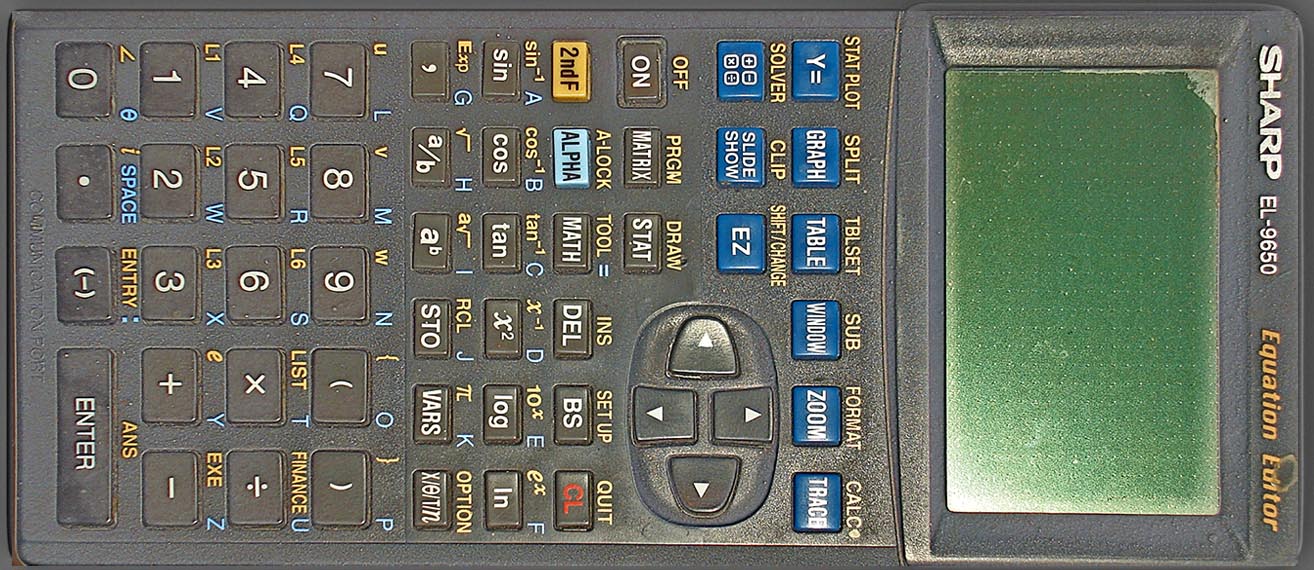 SHARP EL-9650 Equation Editor
STAT PLOT SPLIT TBLSET SUB FORMAT CALC
Y= GRAPH TABLE WINDOW ZOOM TRACE
SOLVER CLIP SHIFT/CHANGE
+ − × ÷ SLIDE SHOW EZ
OFF PRGM DRAW
ON MATRIX STAT
A-LOCK TOOL = INS SET UP QUIT
2ndF ALPHA MATH DEL BS CL
sin⁻¹ A cos⁻¹ B tan⁻¹ C x⁻¹ D 10ˣ E eˣ F
sin cos tan x² log ln
Exp G √ H ª√ I RCL J π K OPTION
, a/b aᵇ STO VARS X/θ/T/n
u L v M w N { O } P
7 8 9 ( )
L4 Q L5 R L6 S LIST T FINANCE U
4 5 6 × ÷
L1 V L2 W L3 X e Y EXE Z
1 2 3 + −
∠ θ i SPACE ENTRY : ANS
0 . (−) ENTER
COMMUNICATION PORT